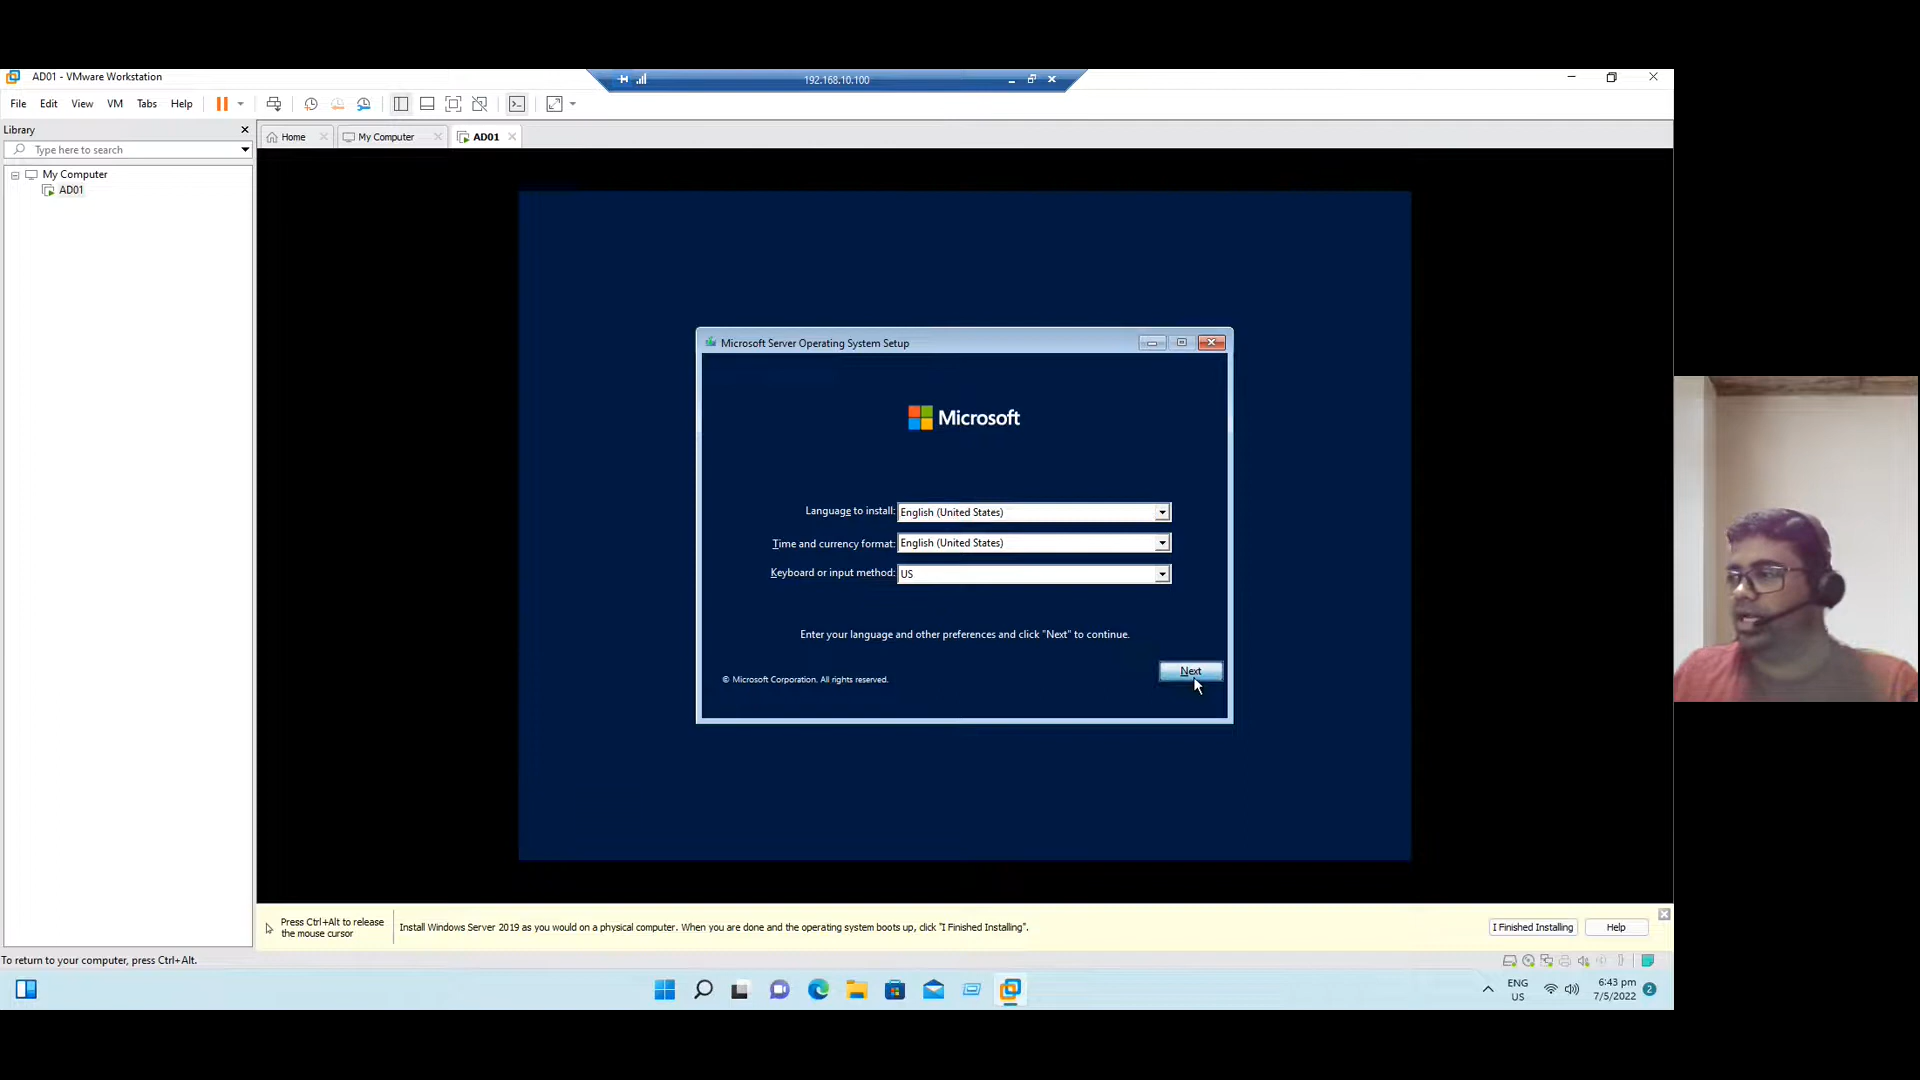 AD01 - VMware Workstation
192.168.10.100
File Edit View VM Tabs Help
Library
Type here to search
My Computer
AD01
Home
My Computer
AD01
Microsoft Server Operating System Setup
Microsoft
Language to install: English (United States)
Time and currency format: English (United States)
Keyboard or input method: US
Enter your language and other preferences and click "Next" to continue.
Next
© Microsoft Corporation. All rights reserved.
Press Ctrl+Alt to release
the mouse cursor
Install Windows Server 2019 as you would on a physical computer. When you are done and the operating system boots up, click "I Finished Installing".
I Finished Installing
Help
To return to your computer, press Ctrl+Alt.
ENG
US
6:43 pm
7/5/2022
2